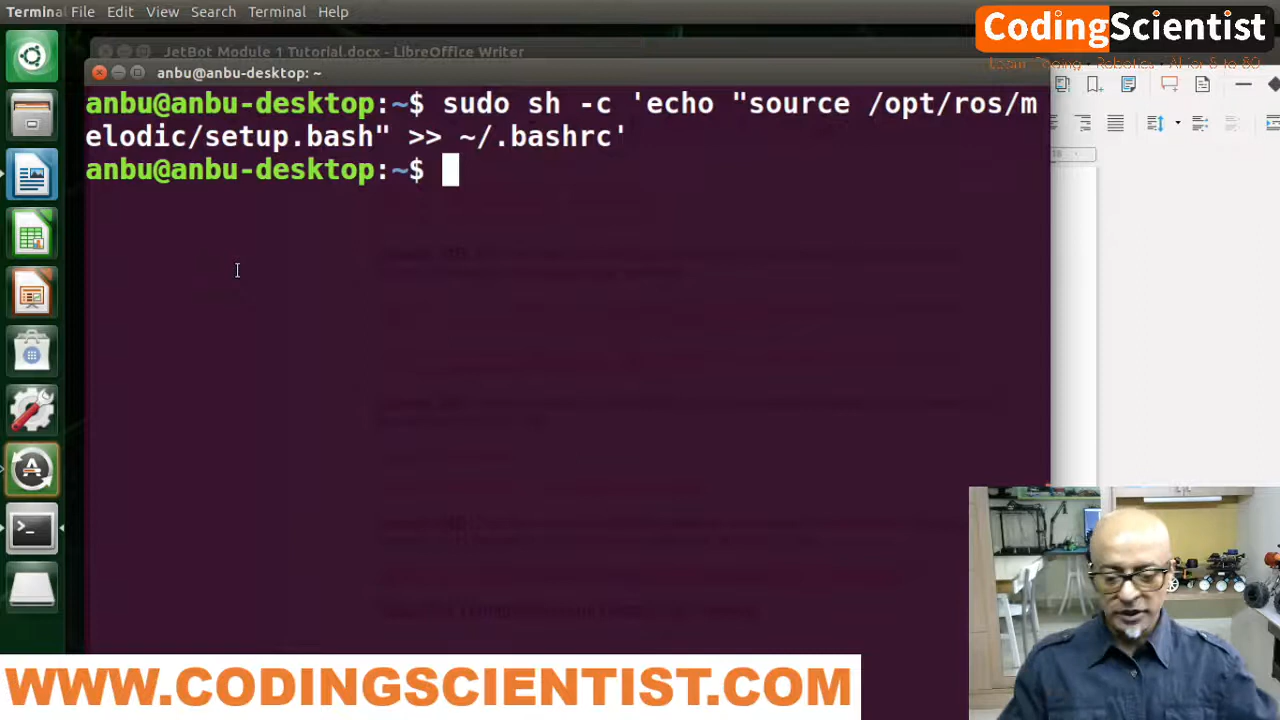 Terminal File Edit View Search Terminal Help
CodingScientist
JetBot Module 1 Tutorial.docx - LibreOffice Writer
anbu@anbu-desktop: ~
anbu@anbu-desktop:~$ sudo sh -c 'echo "source /opt/ros/m
elodic/setup.bash" >> ~/.bashrc'
anbu@anbu-desktop:~$
18
WWW.CODINGSCIENTIST.COM